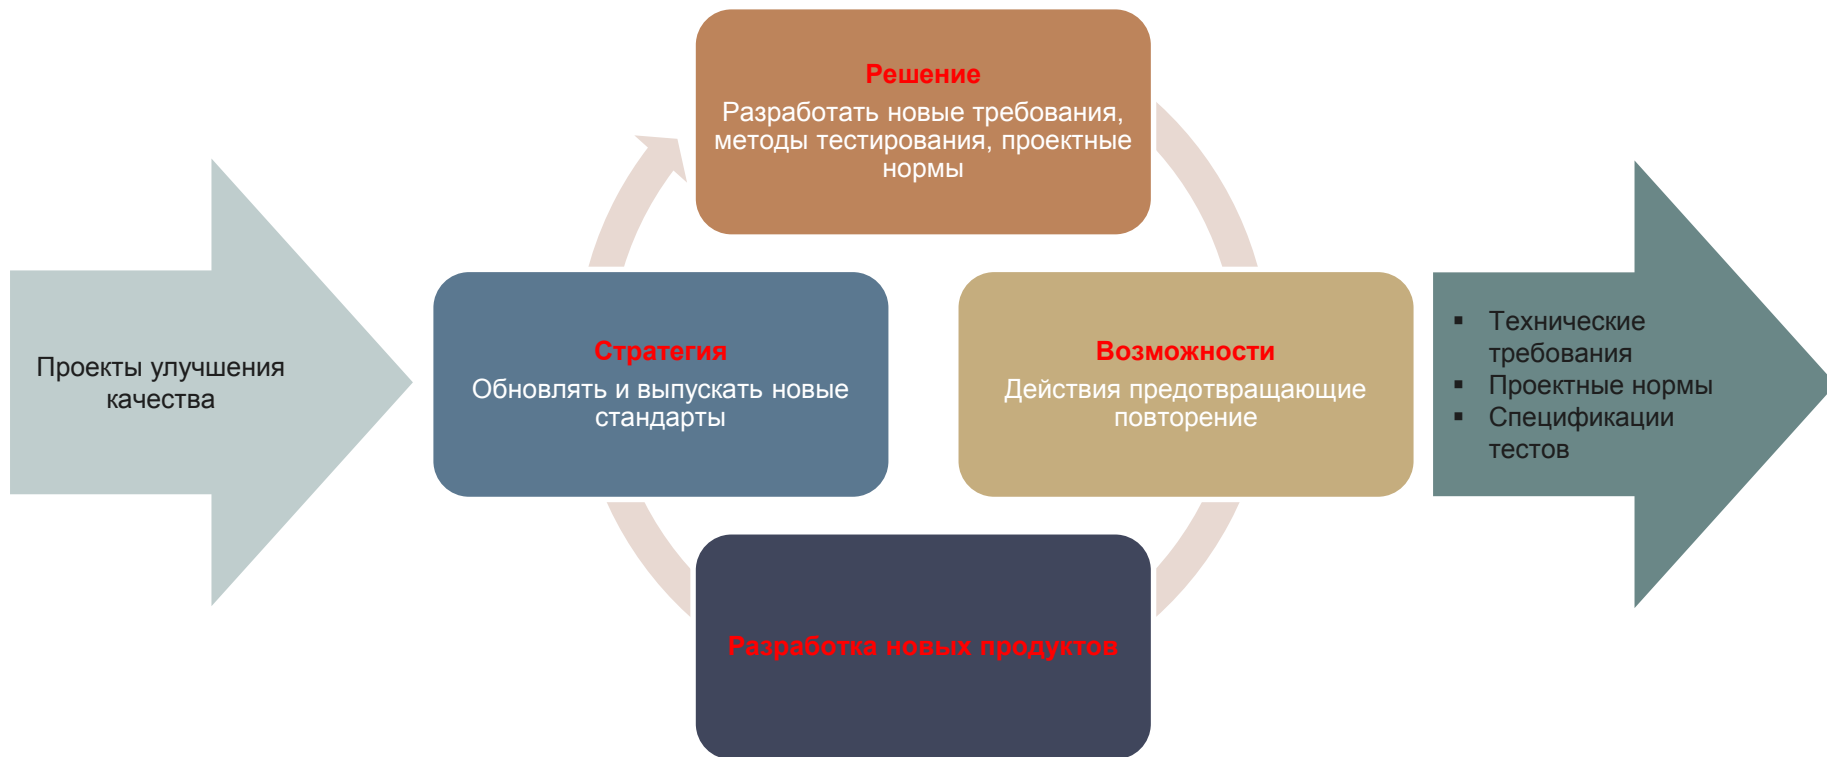 Решение
Разработать новые требования,
методы тестирования, проектные
нормы
Проекты улучшения
качества
Стратегия
Обновлять и выпускать новые
стандарты
Возможности
Действия предотвращающие
повторение
▪ Технические
требования
▪ Проектные нормы
▪ Спецификации
тестов
Разработка новых продуктов